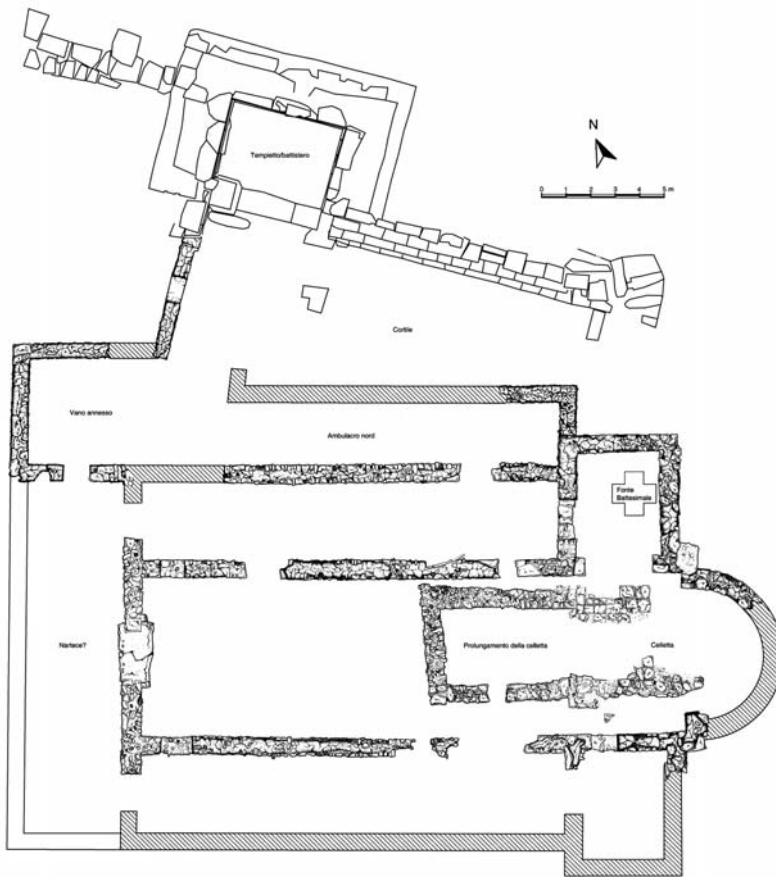 Tempietto/battistero
N
0 1 2 3 4 5 m
Cortile
Vano annesso
Ambulacro nord
Fonte
Battesimale
Nartece?
Prolungamento della celletta
Celletta